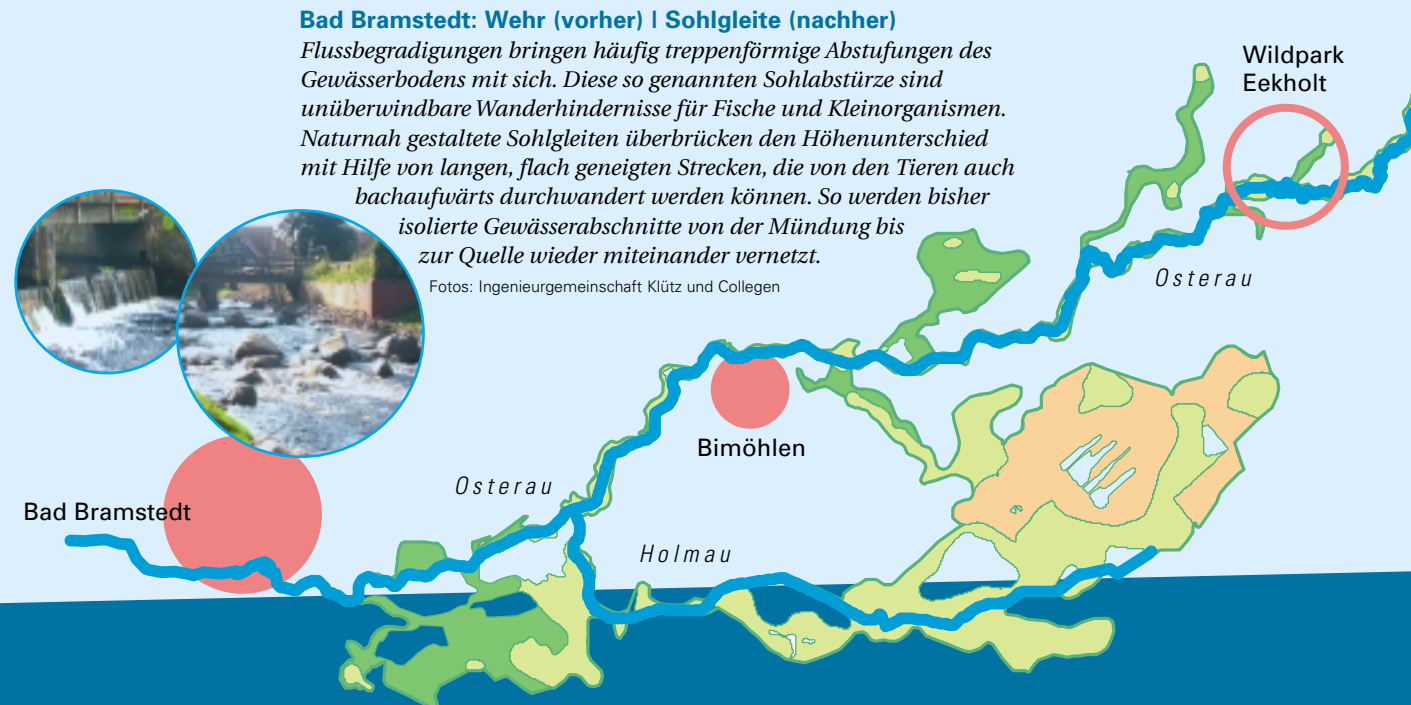 Bad Bramstedt: Wehr (vorher) | Sohlgleite (nachher)
Flussbegradigungen bringen häufig treppenförmige Abstufungen des
Gewässerbodens mit sich. Diese so genannten Sohlabstürze sind
unüberwindbare Wanderhindernisse für Fische und Kleinorganismen.
Naturnah gestaltete Sohlgleiten überbrücken den Höhenunterschied
mit Hilfe von langen, flach geneigten Strecken, die von den Tieren auch
bachaufwärts durchwandert werden können. So werden bisher
isolierte Gewässerabschnitte von der Mündung bis
zur Quelle wieder miteinander vernetzt.
Fotos: Ingenieurgemeinschaft Klütz und Collegen
Wildpark
Eekholt
Osterau
Bimöhlen
Osterau
Bad Bramstedt
Holmau